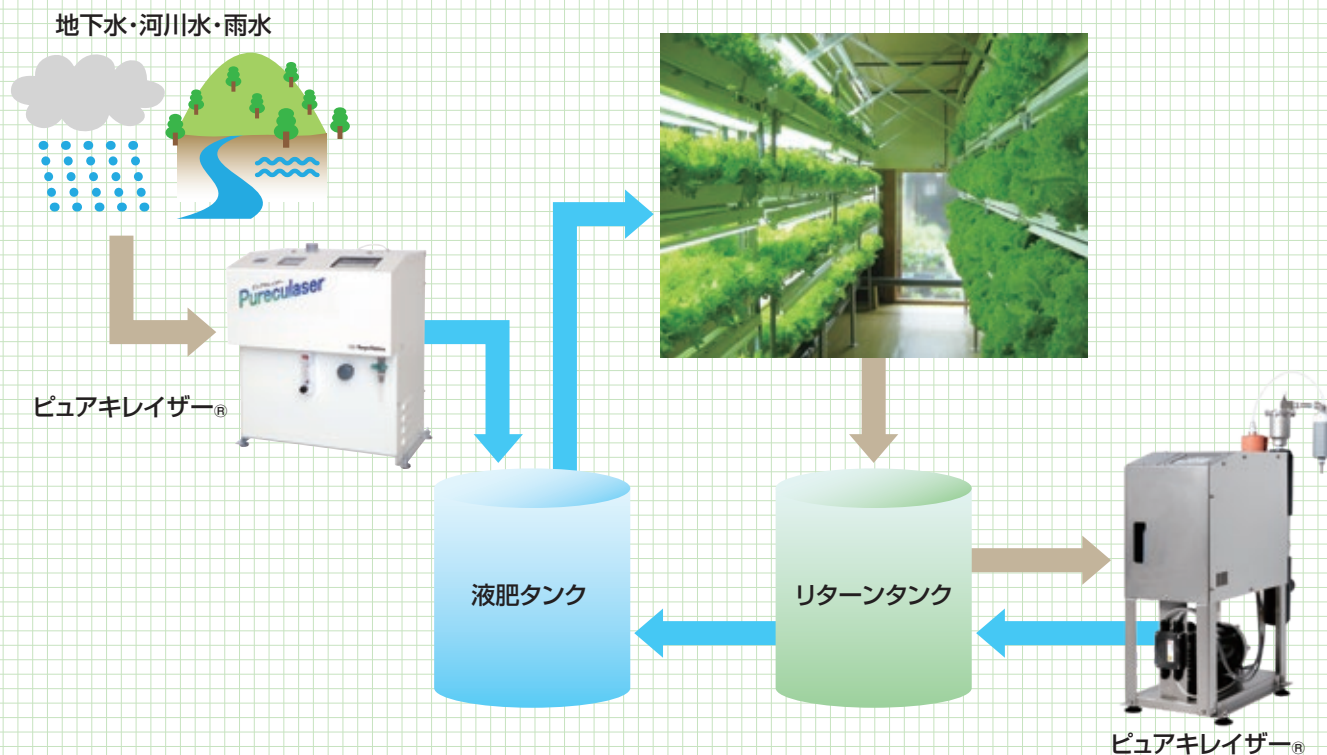 地下水・河川水・雨水
Pureculaser
ピュアキレイザー®
液肥タンク
リターンタンク
ピュアキレイザー®